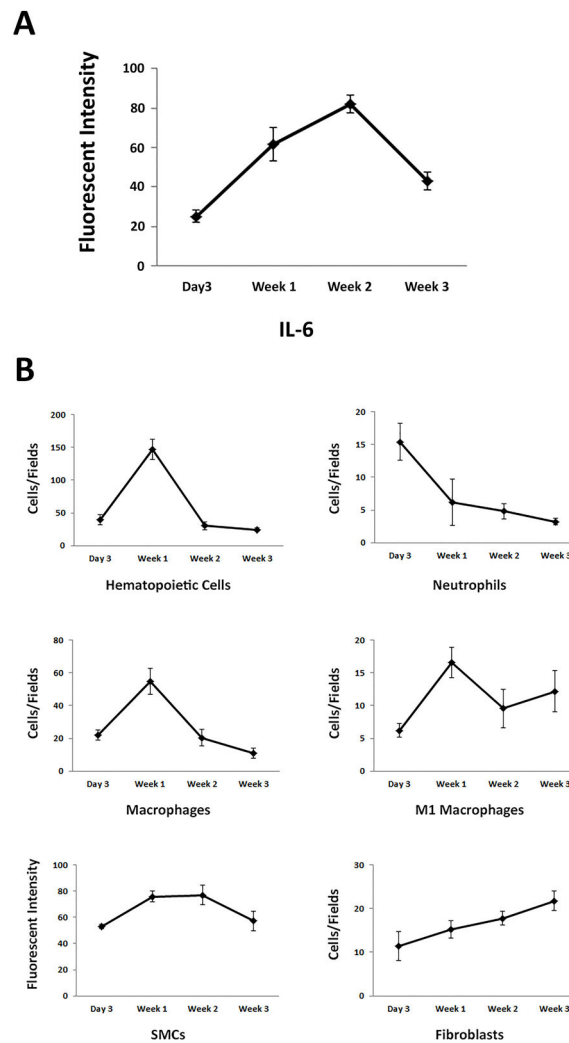 A
Fluorescent Intensity
100
80
60
40
20
0
Day3 Week 1 Week 2 Week 3
IL-6
B
Cells/Fields
200
150
100
50
0
Day 3 Week 1 Week 2 Week 3
Hematopoietic Cells
Cells/Fields
20
15
10
5
0
Day 3 Week 1 Week 2 Week 3
Neutrophils
Cells/Fields
80
60
40
20
0
Day 3 Week 1 Week 2 Week 3
Macrophages
Cells/Fields
20
15
10
5
0
Day 3 Week 1 Week 2 Week 3
M1 Macrophages
Fluorescent Intensity
100
80
60
40
20
0
Day 3 Week 1 Week 2 Week 3
SMCs
Cells/Fields
30
20
10
0
Day 3 Week 1 Week 2 Week 3
Fibroblasts